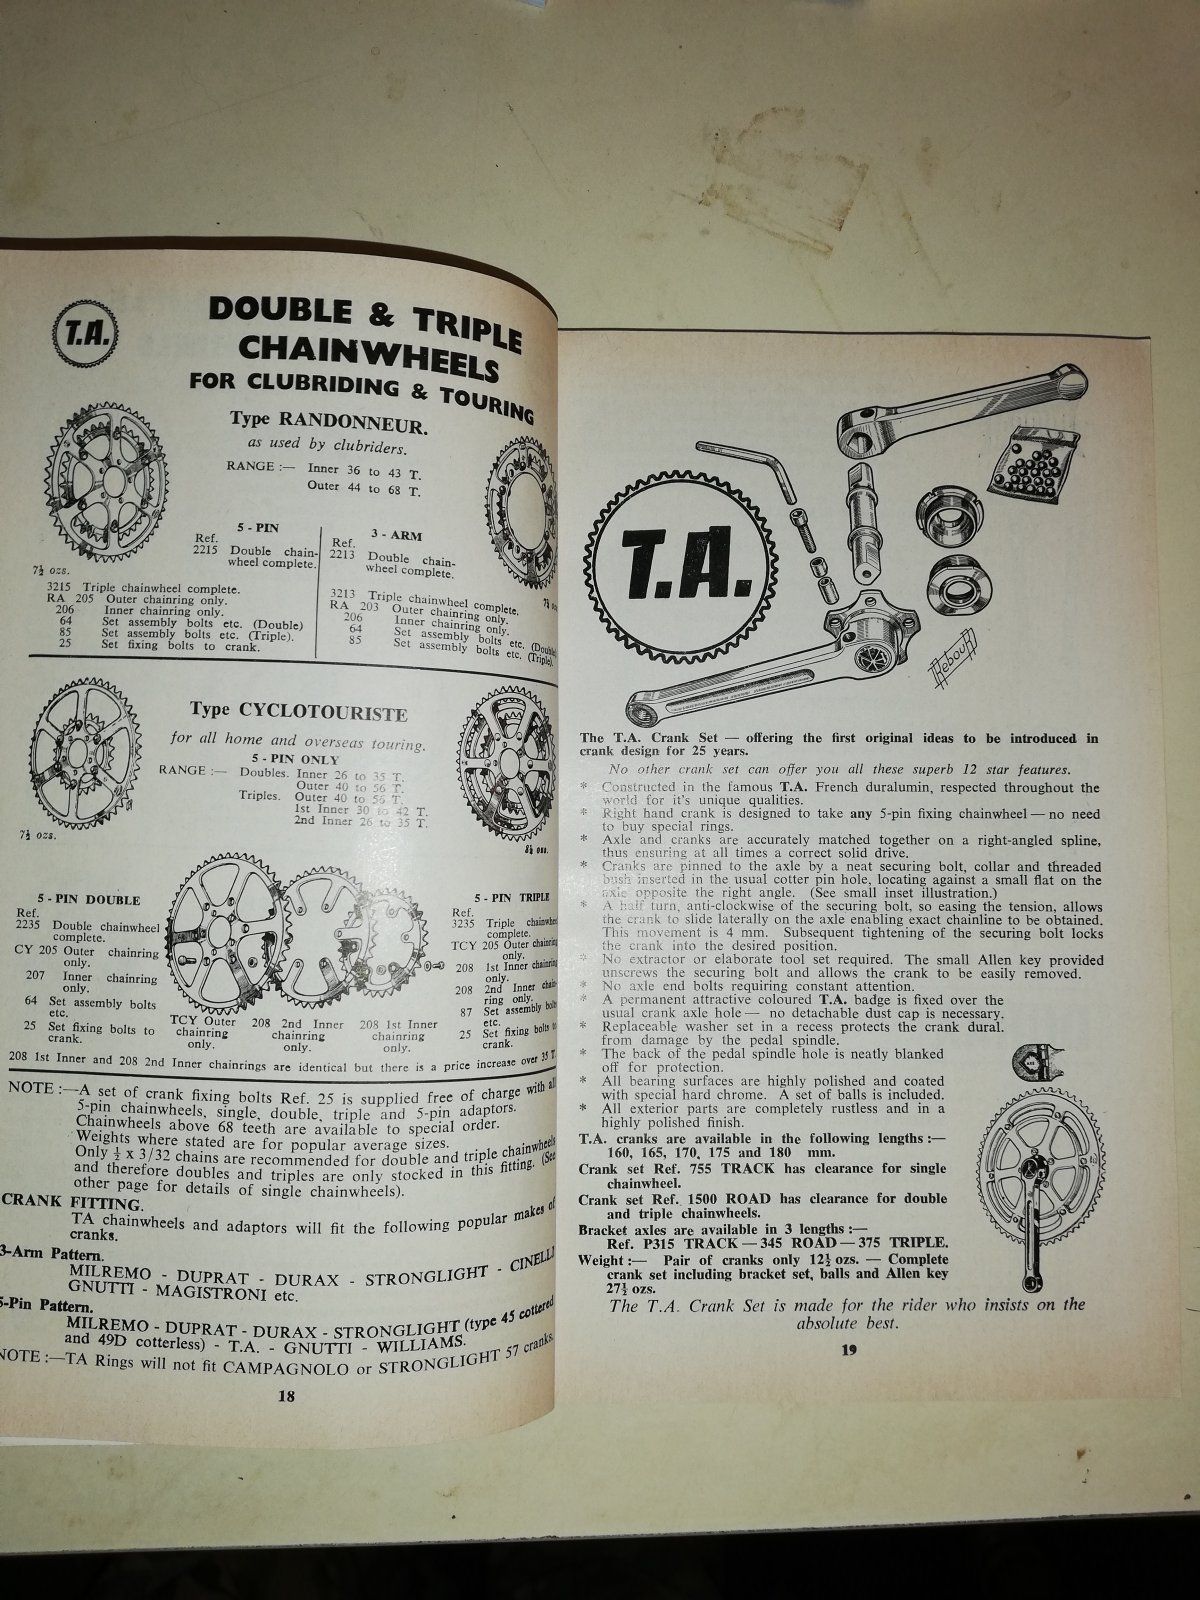 T.A.
DOUBLE & TRIPLE
CHAINWHEELS
FOR CLUBRIDING & TOURING
Type RANDONNEUR.
as used by clubriders.
RANGE :— Inner 36 to 43 T.
Outer 44 to 68 T.
7½ ozs.
5 - PIN
Ref.
2215 Double chain-
wheel complete.
3215 Triple chainwheel complete.
RA 205 Outer chainring only.
206 Inner chainring only.
64 Set assembly bolts etc. (Double)
85 Set assembly bolts etc. (Triple).
25 Set fixing bolts to crank.
3 - ARM
Ref.
2213 Double chain-
wheel complete.
3213 Triple chainwheel complete.
RA 203 Outer chainring only.
206 Inner chainring only.
64 Set assembly bolts etc.
85 Set assembly bolts etc. (Triple).
Type CYCLOTOURISTE
for all home and overseas touring.
5 - PIN ONLY
RANGE :— Doubles. Inner 26 to 35 T.
Outer 40 to 56 T.
Triples. Outer 40 to 56 T.
1st Inner 30 to 42 T.
2nd Inner 26 to 35 T.
7½ ozs.
8½ ozs.
5 - PIN DOUBLE
Ref.
2235 Double chainwheel
complete.
CY 205 Outer chainring
only.
207 Inner chainring
only.
64 Set assembly bolts
etc.
25 Set fixing bolts to
crank.
TCY Outer
chainring
only.
208 2nd Inner
chainring
only.
208 1st Inner
chainring
only.
5 - PIN TRIPLE
Ref.
3235 Triple chainwheel
complete.
TCY 205 Outer chainring
only.
208 1st Inner chainring
only.
208 2nd Inner chain-
ring only.
87 Set assembly bolts
etc.
25 Set fixing bolts to
crank.
208 1st Inner and 208 2nd Inner chainrings are identical but there is a price increase over 35 T.
NOTE :—A set of crank fixing bolts Ref. 25 is supplied free of charge with all
5-pin chainwheels, single, double, triple and 5-pin adaptors.
Chainwheels above 68 teeth are available to special order.
Weights where stated are for popular average sizes.
Only ½ x 3/32 chains are recommended for double and triple chainwheels
and therefore doubles and triples are only stocked in this fitting. (See
other page for details of single chainwheels).
CRANK FITTING.
TA chainwheels and adaptors will fit the following popular makes of
cranks.
3-Arm Pattern.
MILREMO - DUPRAT - DURAX - STRONGLIGHT - CINELLI
GNUTTI - MAGISTRONI etc.
5-Pin Pattern.
MILREMO - DUPRAT - DURAX - STRONGLIGHT (type 45 cottered
and 49D cotterless) - T.A. - GNUTTI - WILLIAMS.
NOTE :—TA Rings will not fit CAMPAGNOLO or STRONGLIGHT 57 cranks.
18
T.A.
Rebour
The T.A. Crank Set — offering the first original ideas to be introduced in
crank design for 25 years.
No other crank set can offer you all these superb 12 star features.
* Constructed in the famous T.A. French duralumin, respected throughout the
world for it's unique qualities.
* Right hand crank is designed to take any 5-pin fixing chainwheel — no need
to buy special rings.
* Axle and cranks are accurately matched together on a right-angled spline,
thus ensuring at all times a correct solid drive.
* Cranks are pinned to the axle by a neat securing bolt, collar and threaded
bush inserted in the usual cotter pin hole, locating against a small flat on the
axle opposite the right angle. (See small inset illustration.)
* A half turn, anti-clockwise of the securing bolt, so easing the tension, allows
the crank to slide laterally on the axle enabling exact chainline to be obtained.
This movement is 4 mm. Subsequent tightening of the securing bolt locks
the crank into the desired position.
* No extractor or elaborate tool set required. The small Allen key provided
unscrews the securing bolt and allows the crank to be easily removed.
* No axle end bolts requiring constant attention.
* A permanent attractive coloured T.A. badge is fixed over the
usual crank axle hole — no detachable dust cap is necessary.
* Replaceable washer set in a recess protects the crank dural.
from damage by the pedal spindle.
* The back of the pedal spindle hole is neatly blanked
off for protection.
* All bearing surfaces are highly polished and coated
with special hard chrome. A set of balls is included.
* All exterior parts are completely rustless and in a
highly polished finish.
T.A. cranks are available in the following lengths :—
160, 165, 170, 175 and 180 mm.
Crank set Ref. 755 TRACK has clearance for single
chainwheel.
Crank set Ref. 1500 ROAD has clearance for double
and triple chainwheels.
Bracket axles are available in 3 lengths :—
Ref. P315 TRACK — 345 ROAD — 375 TRIPLE.
Weight :— Pair of cranks only 12½ ozs. — Complete
crank set including bracket set, balls and Allen key
27½ ozs.
The T.A. Crank Set is made for the rider who insists on the
absolute best.
19